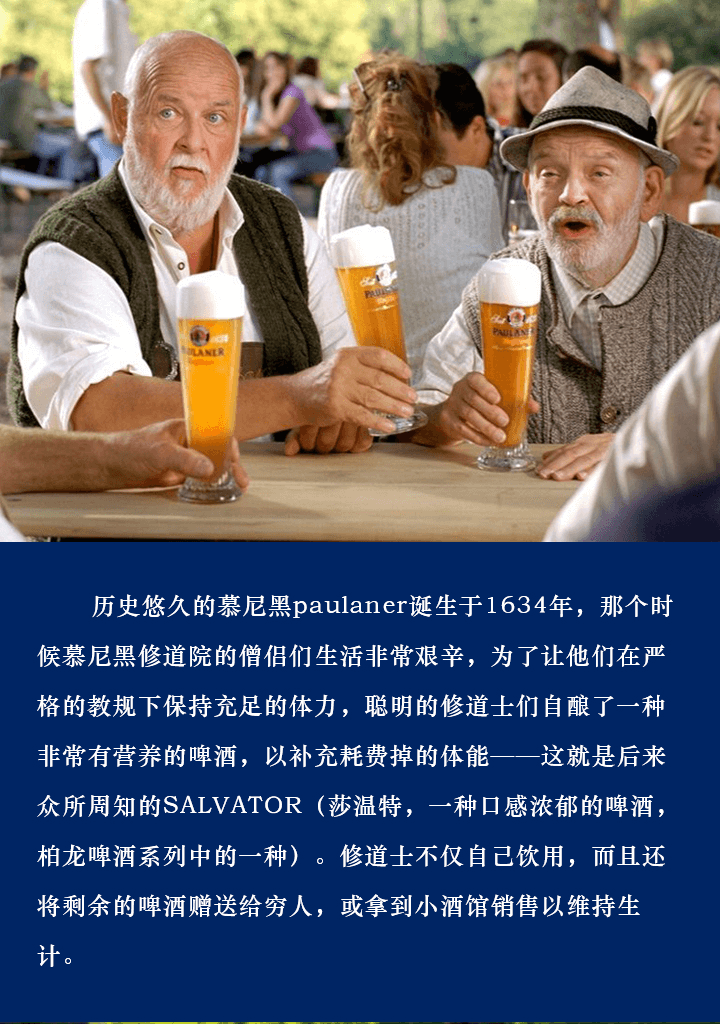 PAULANER
PAULANER
PAULANER
历史悠久的慕尼黑paulaner诞生于1634年，那个时
候慕尼黑修道院的僧侣们生活非常艰辛，为了让他们在严
格的教规下保持充足的体力，聪明的修道士们自酿了一种
非常有营养的啤酒，以补充耗费掉的体能——这就是后来
众所周知的SALVATOR（莎温特，一种口感浓郁的啤酒，
柏龙啤酒系列中的一种）。修道士不仅自己饮用，而且还
将剩余的啤酒赠送给穷人，或拿到小酒馆销售以维持生
计。